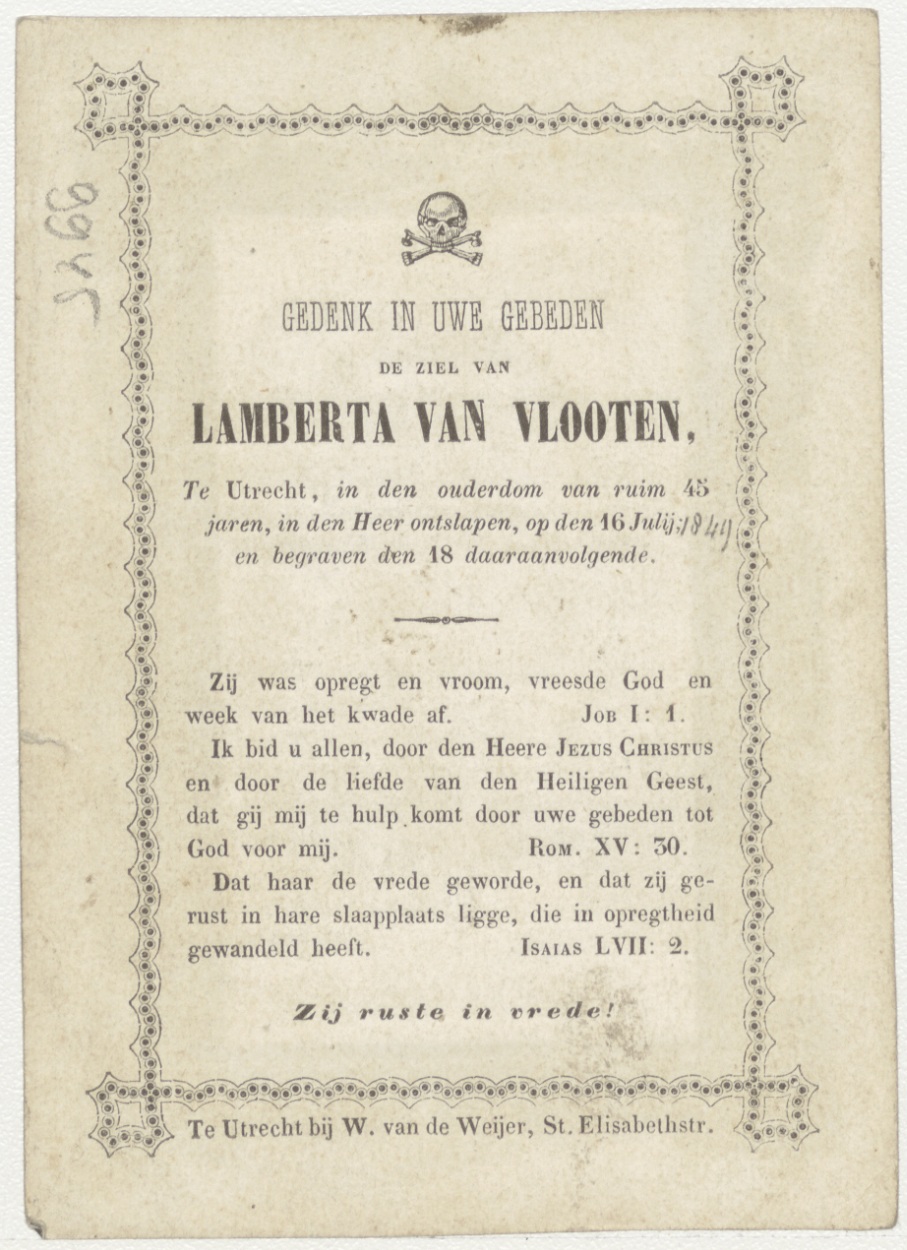 GEDENK IN UWE GEBEDEN
DE ZIEL VAN
LAMBERTA VAN VLOOTEN,
Te Utrecht, in den ouderdom van ruim 45
jaren, in den Heer ontslapen, op den 16 Julij, 1849
en begraven den 18 daaraanvolgende.
Zij was opregt en vroom, vreesde God en
week van het kwade af. JOB I: 1.
Ik bid u allen, door den Heere JEZUS CHRISTUS
en door de liefde van den Heiligen Geest,
dat gij mij te hulp komt door uwe gebeden tot
God voor mij. ROM. XV: 30.
Dat haar de vrede geworde, en dat zij ge-
rust in hare slaapplaats ligge, die in opregtheid
gewandeld heeft. ISAIAS LVII: 2.
Zij ruste in vrede!
Te Utrecht bij W. van de Weijer, St. Elisabethstr.